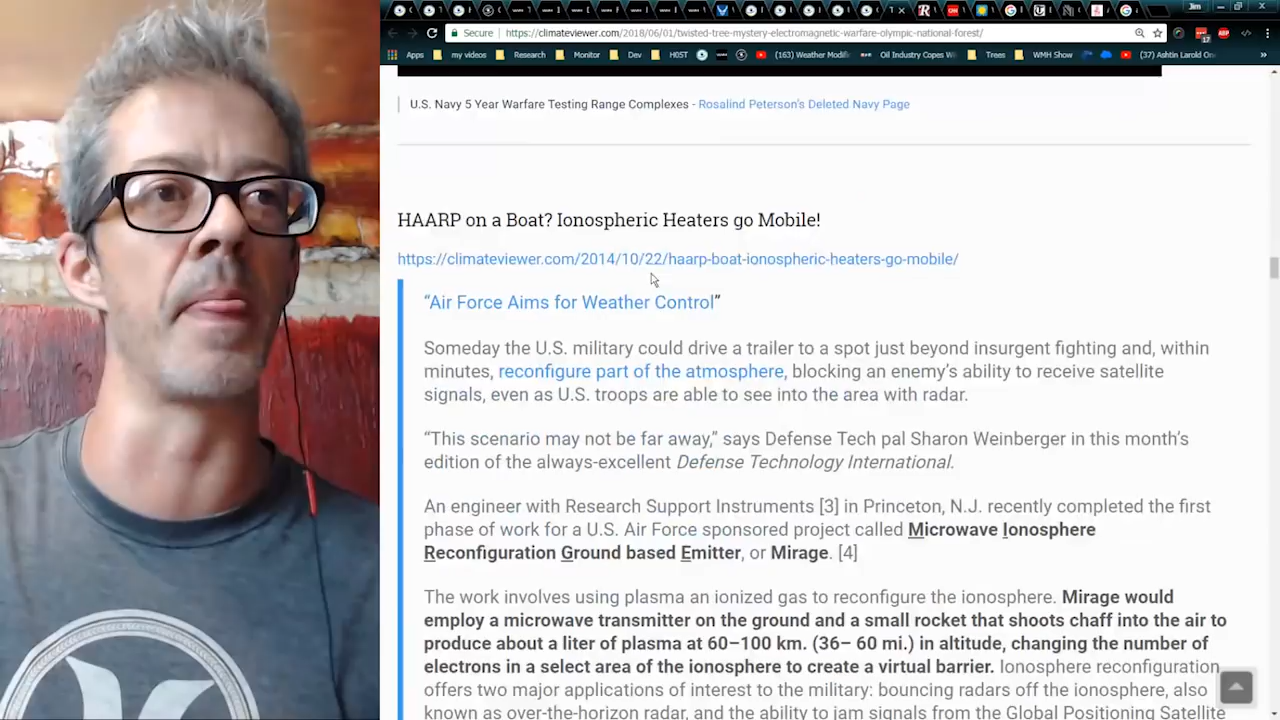 Jim
Secure
https://climateviewer.com/2018/06/01/twisted-tree-mystery-electromagnetic-warfare-olympic-national-forest/
Apps my videos Research Monitor Dev H0ST (163) Weather Modifi Oil Industry Copes W Trees WMH Show (37) Ashtin Larold On
U.S. Navy 5 Year Warfare Testing Range Complexes - Rosalind Peterson's Deleted Navy Page
HAARP on a Boat? Ionospheric Heaters go Mobile!
https://climateviewer.com/2014/10/22/haarp-boat-ionospheric-heaters-go-mobile/
“Air Force Aims for Weather Control”
Someday the U.S. military could drive a trailer to a spot just beyond insurgent fighting and, within
minutes, reconfigure part of the atmosphere, blocking an enemy’s ability to receive satellite
signals, even as U.S. troops are able to see into the area with radar.
“This scenario may not be far away,” says Defense Tech pal Sharon Weinberger in this month’s
edition of the always-excellent Defense Technology International.
An engineer with Research Support Instruments [3] in Princeton, N.J. recently completed the first
phase of work for a U.S. Air Force sponsored project called Microwave Ionosphere
Reconfiguration Ground based Emitter, or Mirage. [4]
The work involves using plasma an ionized gas to reconfigure the ionosphere. Mirage would
employ a microwave transmitter on the ground and a small rocket that shoots chaff into the air to
produce about a liter of plasma at 60–100 km. (36– 60 mi.) in altitude, changing the number of
electrons in a select area of the ionosphere to create a virtual barrier. Ionosphere reconfiguration
offers two major applications of interest to the military: bouncing radars off the ionosphere, also
known as over-the-horizon radar, and the ability to jam signals from the Global Positioning Satellite